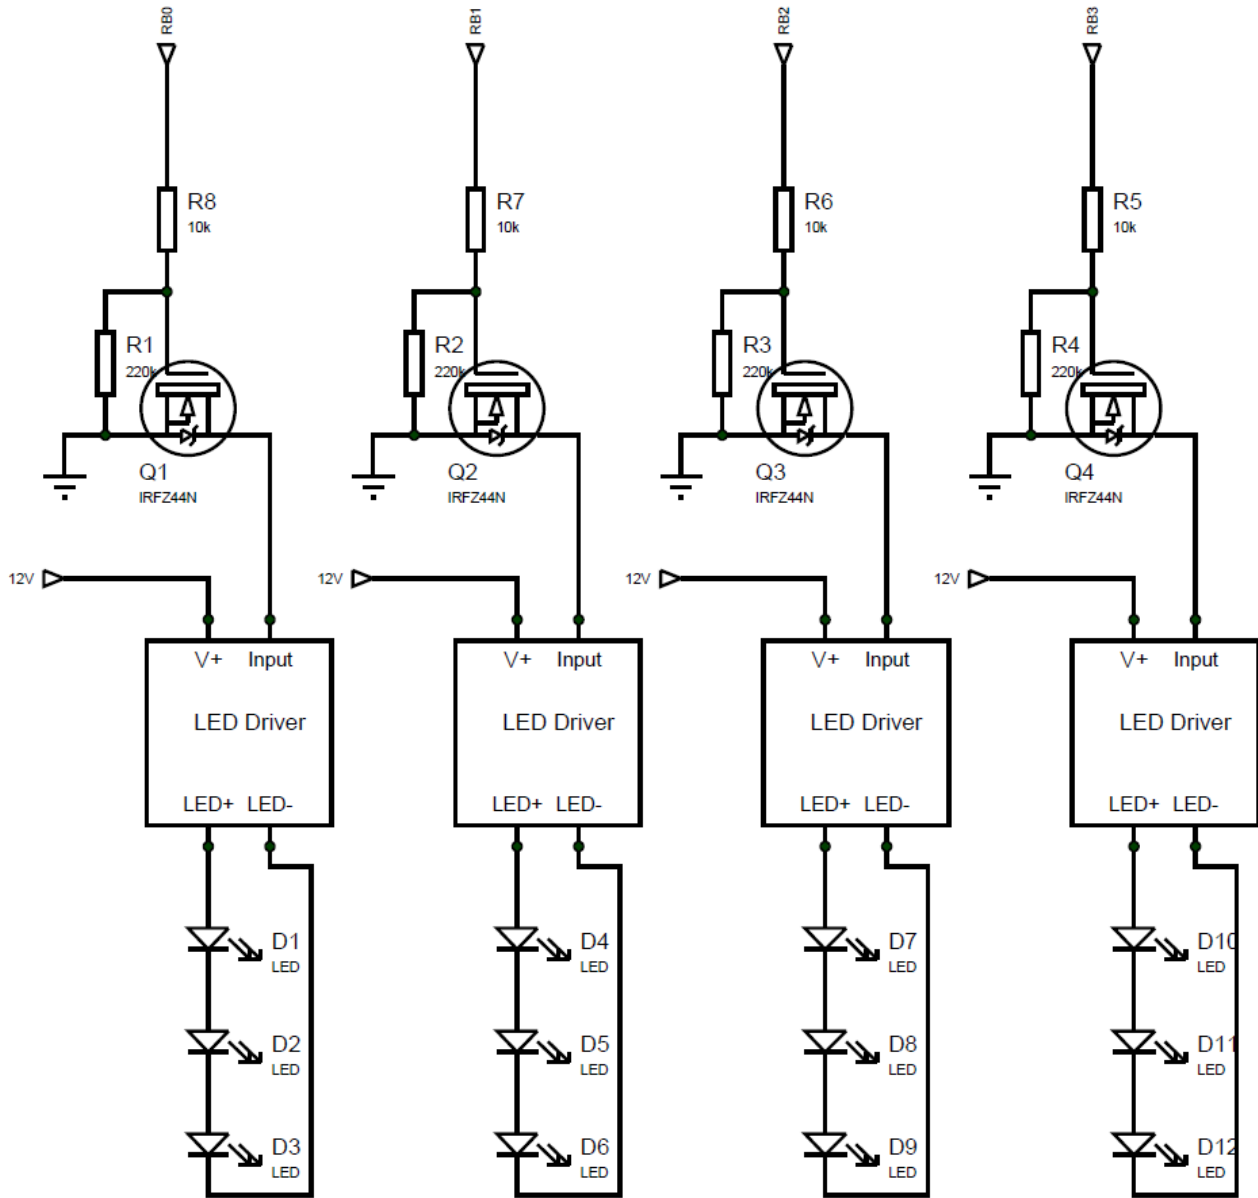 RB0 RB1 RB2 RB3
R8 R7 R6 R5
10k 10k 10k 10k
R1 R2 R3 R4
220k 220k 220k 220k
Q1 Q2 Q3 Q4
IRFZ44N IRFZ44N IRFZ44N IRFZ44N
12V 12V 12V 12V
V+ Input V+ Input V+ Input V+ Input
LED Driver LED Driver LED Driver LED Driver
LED+ LED- LED+ LED- LED+ LED- LED+ LED-
D1 D4 D7 D10
LED LED LED LED
D2 D5 D8 D11
LED LED LED LED
D3 D6 D9 D12
LED LED LED LED